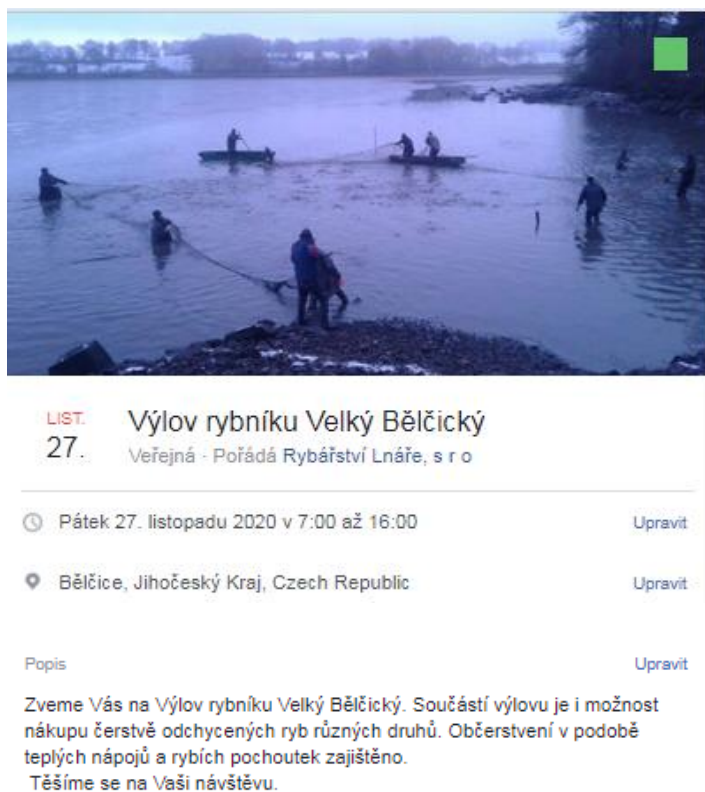 LIST.
27.
Výlov rybníku Velký Bělčický
Veřejná · Pořádá Rybářství Lnáře, s r o
Pátek 27. listopadu 2020 v 7:00 až 16:00
Upravit
Bělčice, Jihočeský Kraj, Czech Republic
Upravit
Popis
Upravit
Zveme Vás na Výlov rybníku Velký Bělčický. Součástí výlovu je i možnost
nákupu čerstvě odchycených ryb různých druhů. Občerstvení v podobě
teplých nápojů a rybích pochoutek zajištěno.
Těšíme se na Vaši návštěvu.